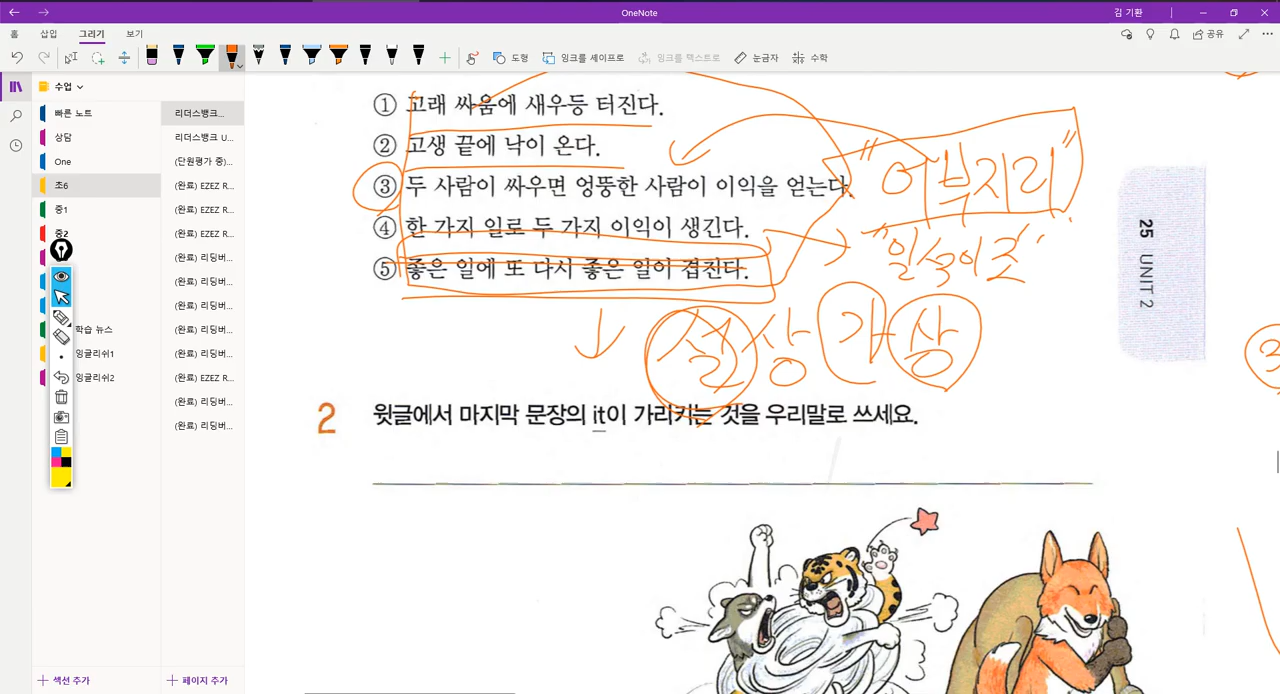 OneNote
김 기환
홈 삽입 그리기 보기
공유
도형 잉크를 셰이프로 잉크를 텍스트로 눈금자 수학
수업
빠른 노트
상담
One
초6
중1
중2
학습 뉴스
잉글리쉬1
잉글리쉬2
리더스뱅크...
리더스뱅크 U...
(단원평가 중)...
(완료) EZEZ R...
(완료) EZEZ R...
(완료) EZEZ R...
(완료) 리딩버...
(완료) 리딩버...
(완료) 리딩버...
(완료) 리딩버...
(완료) 리딩버...
(완료) EZEZ R...
(완료) 리딩버...
(완료) 리딩버...
+ 섹션 추가
+ 페이지 추가
① 고래 싸움에 새우등 터진다.
② 고생 끝에 낙이 온다.
③ 두 사람이 싸우면 엉뚱한 사람이 이익을 얻는다.
④ 한 가지 일로 두 가지 이익이 생긴다.
⑤ 좋은 일에 또 다시 좋은 일이 겹진다.
"어부지리"
"일석이조"
설상가상
25 UNIT 2
2 윗글에서 마지막 문장의 it이 가리키는 것을 우리말로 쓰세요.